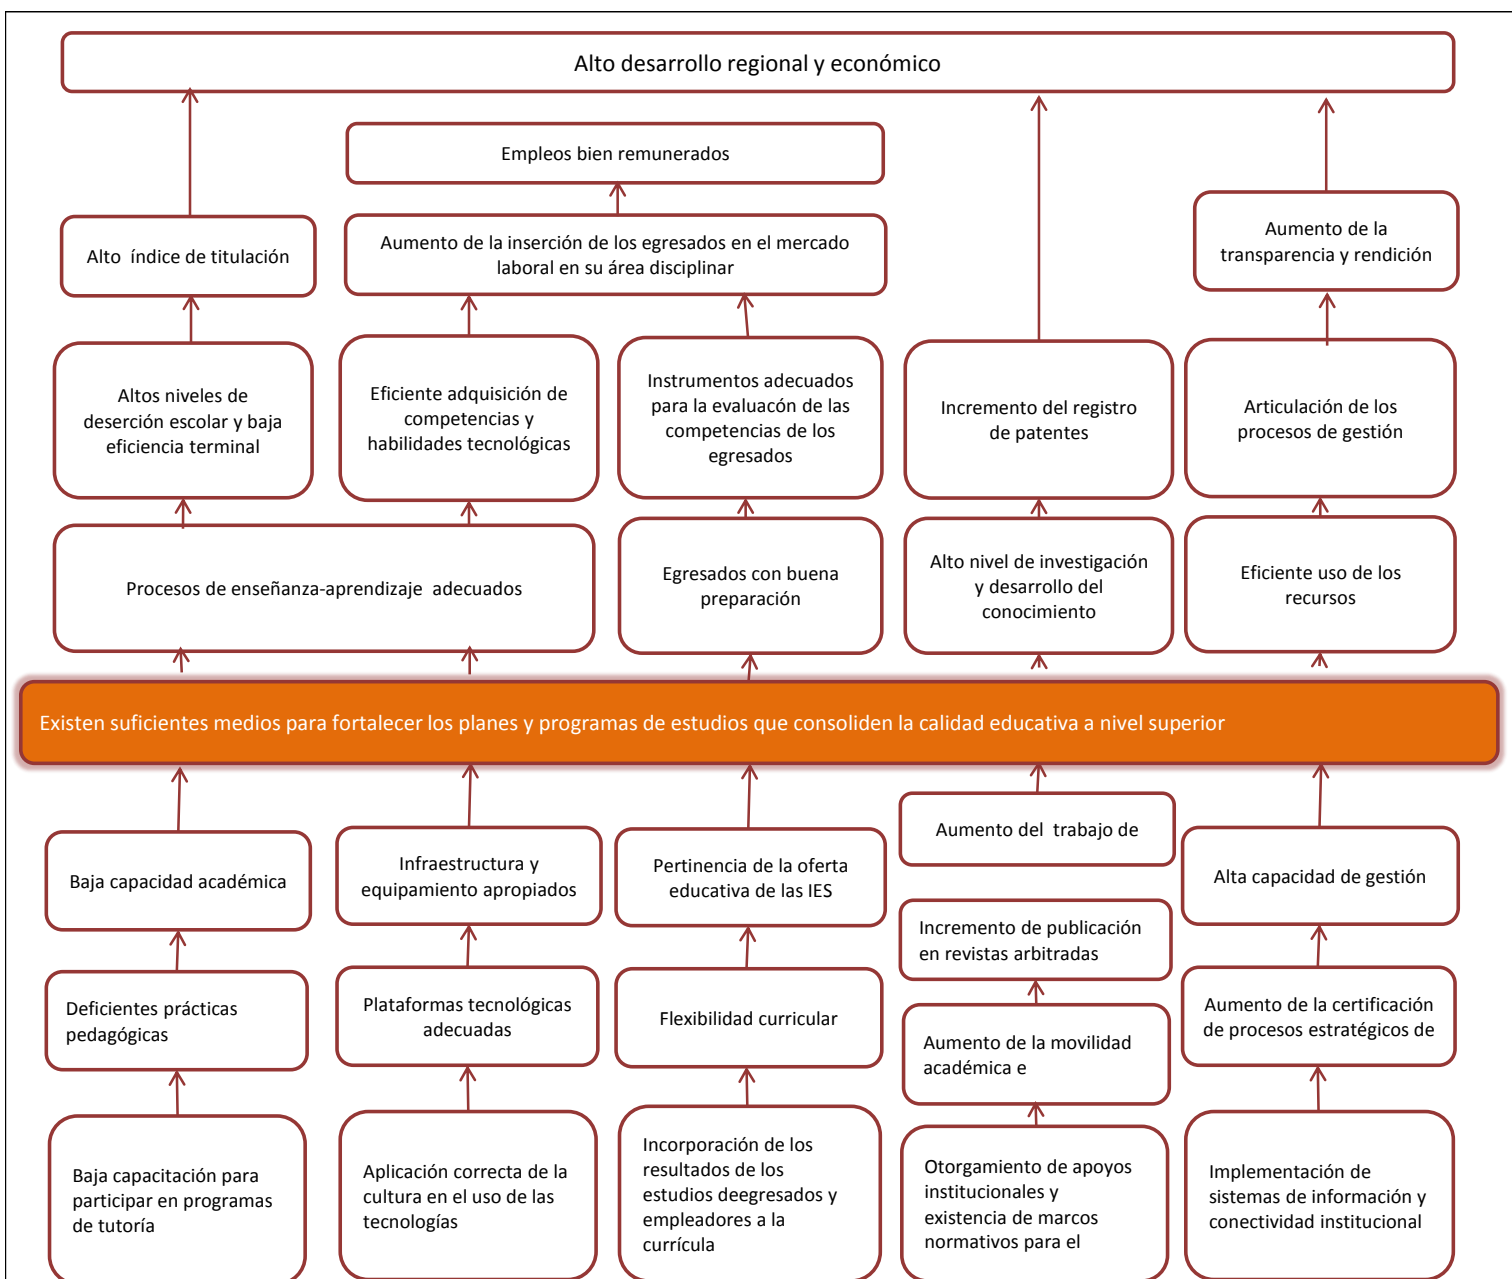 Alto desarrollo regional y económico
Empleos bien remunerados
Alto índice de titulación
Aumento de la inserción de los egresados en el mercado
laboral en su área disciplinar
Aumento de la
transparencia y rendición
Altos niveles de
deserción escolar y baja
eficiencia terminal
Eficiente adquisición de
competencias y
habilidades tecnológicas
Instrumentos adecuados
para la evaluacón de las
competencias de los
egresados
Incremento del registro
de patentes
Articulación de los
procesos de gestión
Procesos de enseñanza-aprendizaje adecuados
Egresados con buena
preparación
Alto nivel de investigación
y desarrollo del
conocimiento
Eficiente uso de los
recursos
Existen suficientes medios para fortalecer los planes y programas de estudios que consoliden la calidad educativa a nivel superior
Baja capacidad académica
Infraestructura y
equipamiento apropiados
Pertinencia de la oferta
educativa de las IES
Aumento del trabajo de
Alta capacidad de gestión
Incremento de publicación
en revistas arbitradas
Deficientes prácticas
pedagógicas
Plataformas tecnológicas
adecuadas
Flexibilidad curricular
Aumento de la movilidad
académica e
Aumento de la certificación
de procesos estratégicos de
Baja capacitación para
participar en programas
de tutoría
Aplicación correcta de la
cultura en el uso de las
tecnologías
Incorporación de los
resultados de los
estudios deegresados y
empleadores a la
currícula
Otorgamiento de apoyos
institucionales y
existencia de marcos
normativos para el
Implementación de
sistemas de información y
conectividad institucional